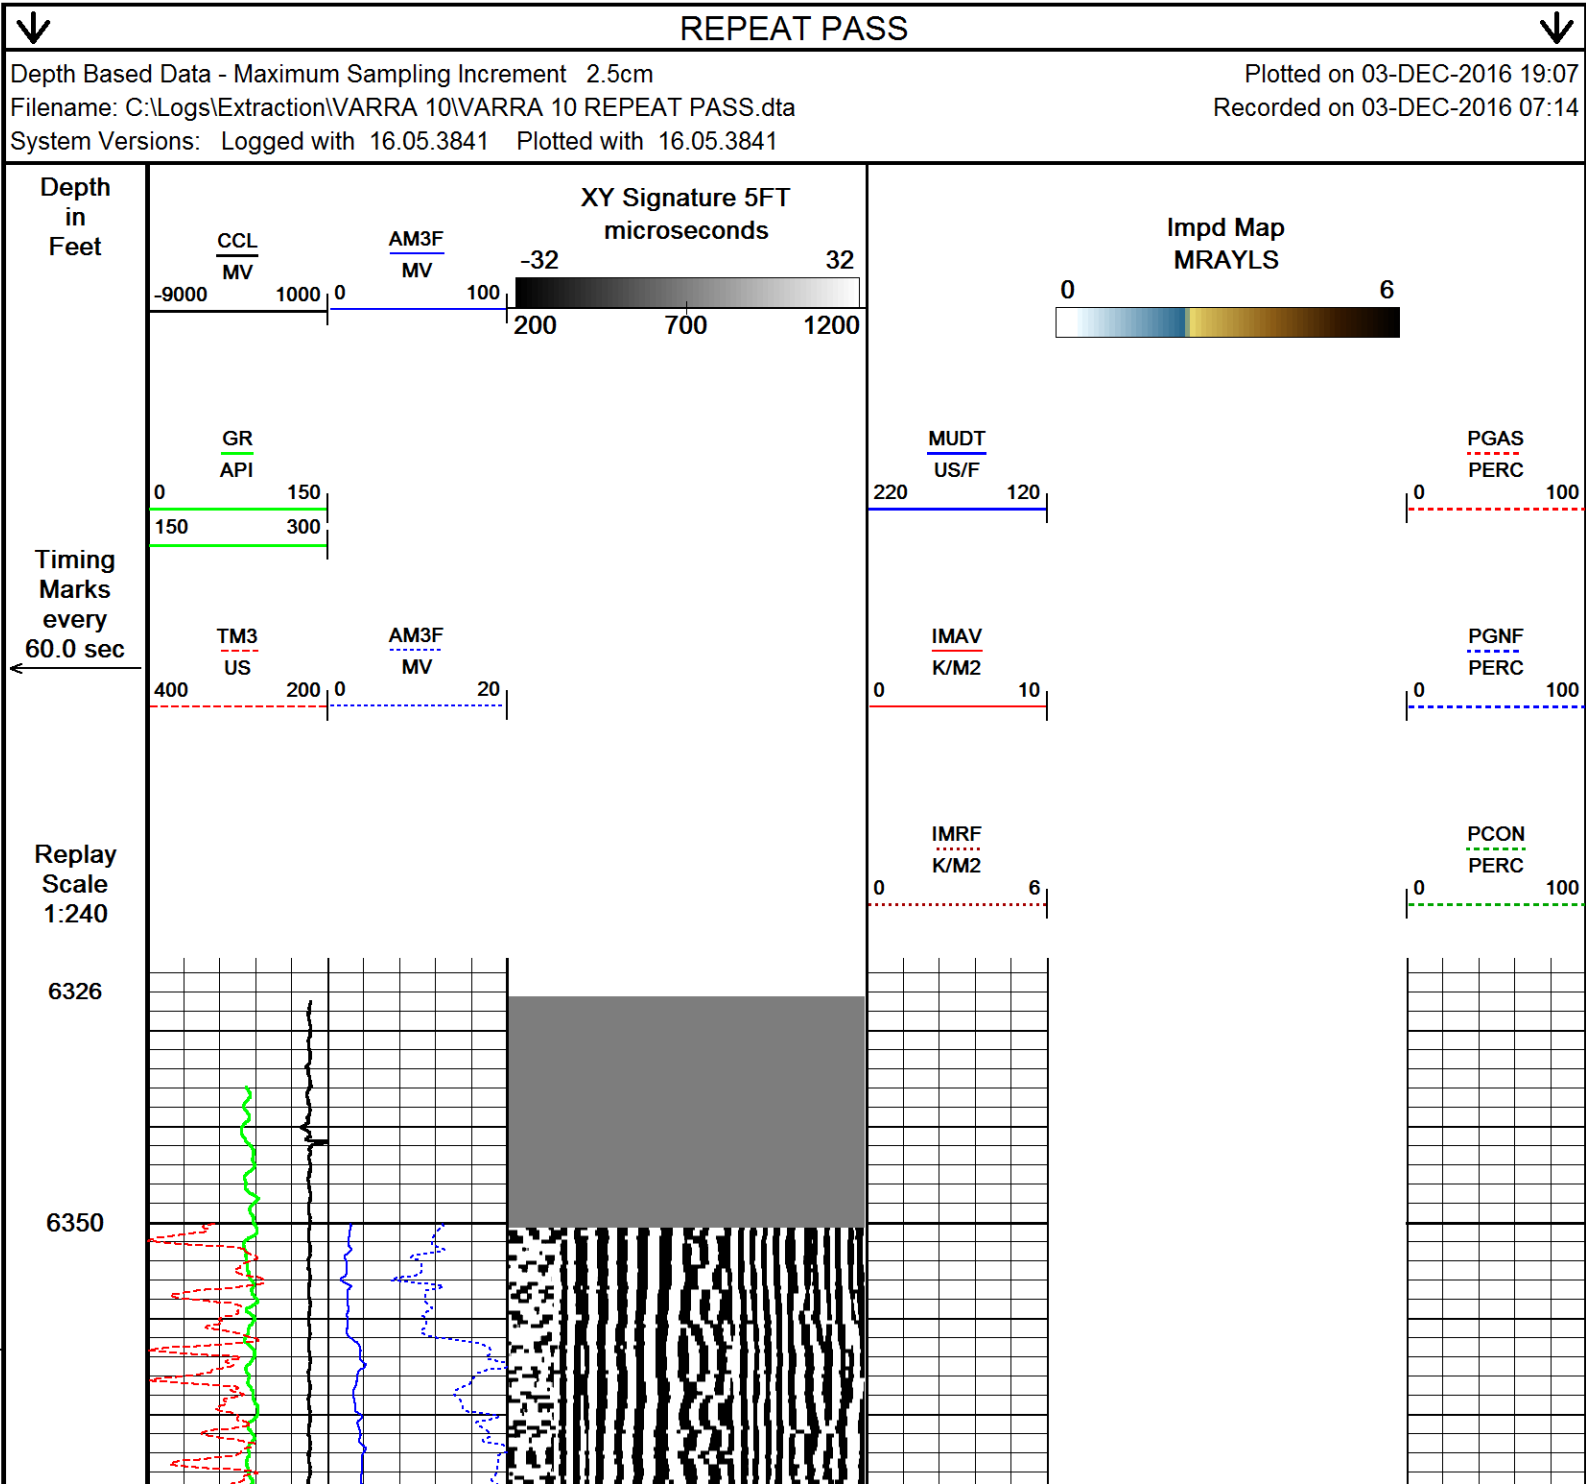 REPEAT PASS
Depth Based Data - Maximum Sampling Increment 2.5cm
Plotted on 03-DEC-2016 19:07
Filename: C:\Logs\Extraction\VARRA 10\VARRA 10 REPEAT PASS.dta
Recorded on 03-DEC-2016 07:14
System Versions: Logged with 16.05.3841 Plotted with 16.05.3841
Depth
in
Feet
CCL
MV
-9000 1000
AM3F
MV
0 100
XY Signature 5FT
microseconds
-32 32
200 700 1200
Impd Map
MRAYLS
0 6
GR
API
0 150
150 300
MUDT
US/F
220 120
PGAS
PERC
0 100
Timing
Marks
every
60.0 sec
TM3
US
400 200
AM3F
MV
0 20
IMAV
K/M2
0 10
PGNF
PERC
0 100
Replay
Scale
1:240
IMRF
K/M2
0 6
PCON
PERC
0 100
6326
6350